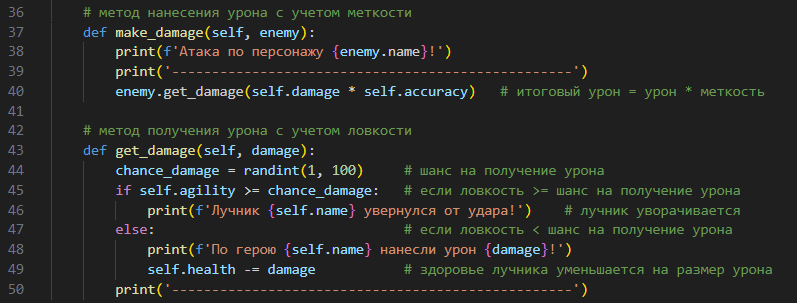 36 # метод нанесения урона с учетом меткости
37 def make_damage(self, enemy):
38 print(f'Атака по персонажу {enemy.name}!')
39 print('--------------------------------------------------')
40 enemy.get_damage(self.damage * self.accuracy) # итоговый урон = урон * меткость
41
42 # метод получения урона с учетом ловкости
43 def get_damage(self, damage):
44 chance_damage = randint(1, 100) # шанс на получение урона
45 if self.agility >= chance_damage: # если ловкость >= шанс на получение урона
46 print(f'Лучник {self.name} увернулся от удара!') # лучник уворачивается
47 else: # если ловкость < шанс на получение урона
48 print(f'По герою {self.name} нанесли урон {damage}!')
49 self.health -= damage # здоровье лучника уменьшается на размер урона
50 print('--------------------------------------------------')